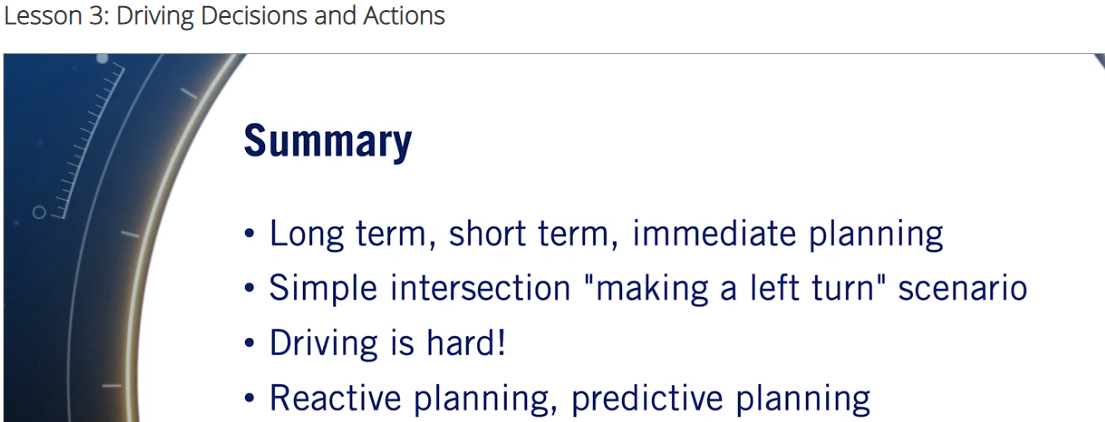 Lesson 3: Driving Decisions and Actions
Summary
• Long term, short term, immediate planning
• Simple intersection "making a left turn" scenario
• Driving is hard!
• Reactive planning, predictive planning